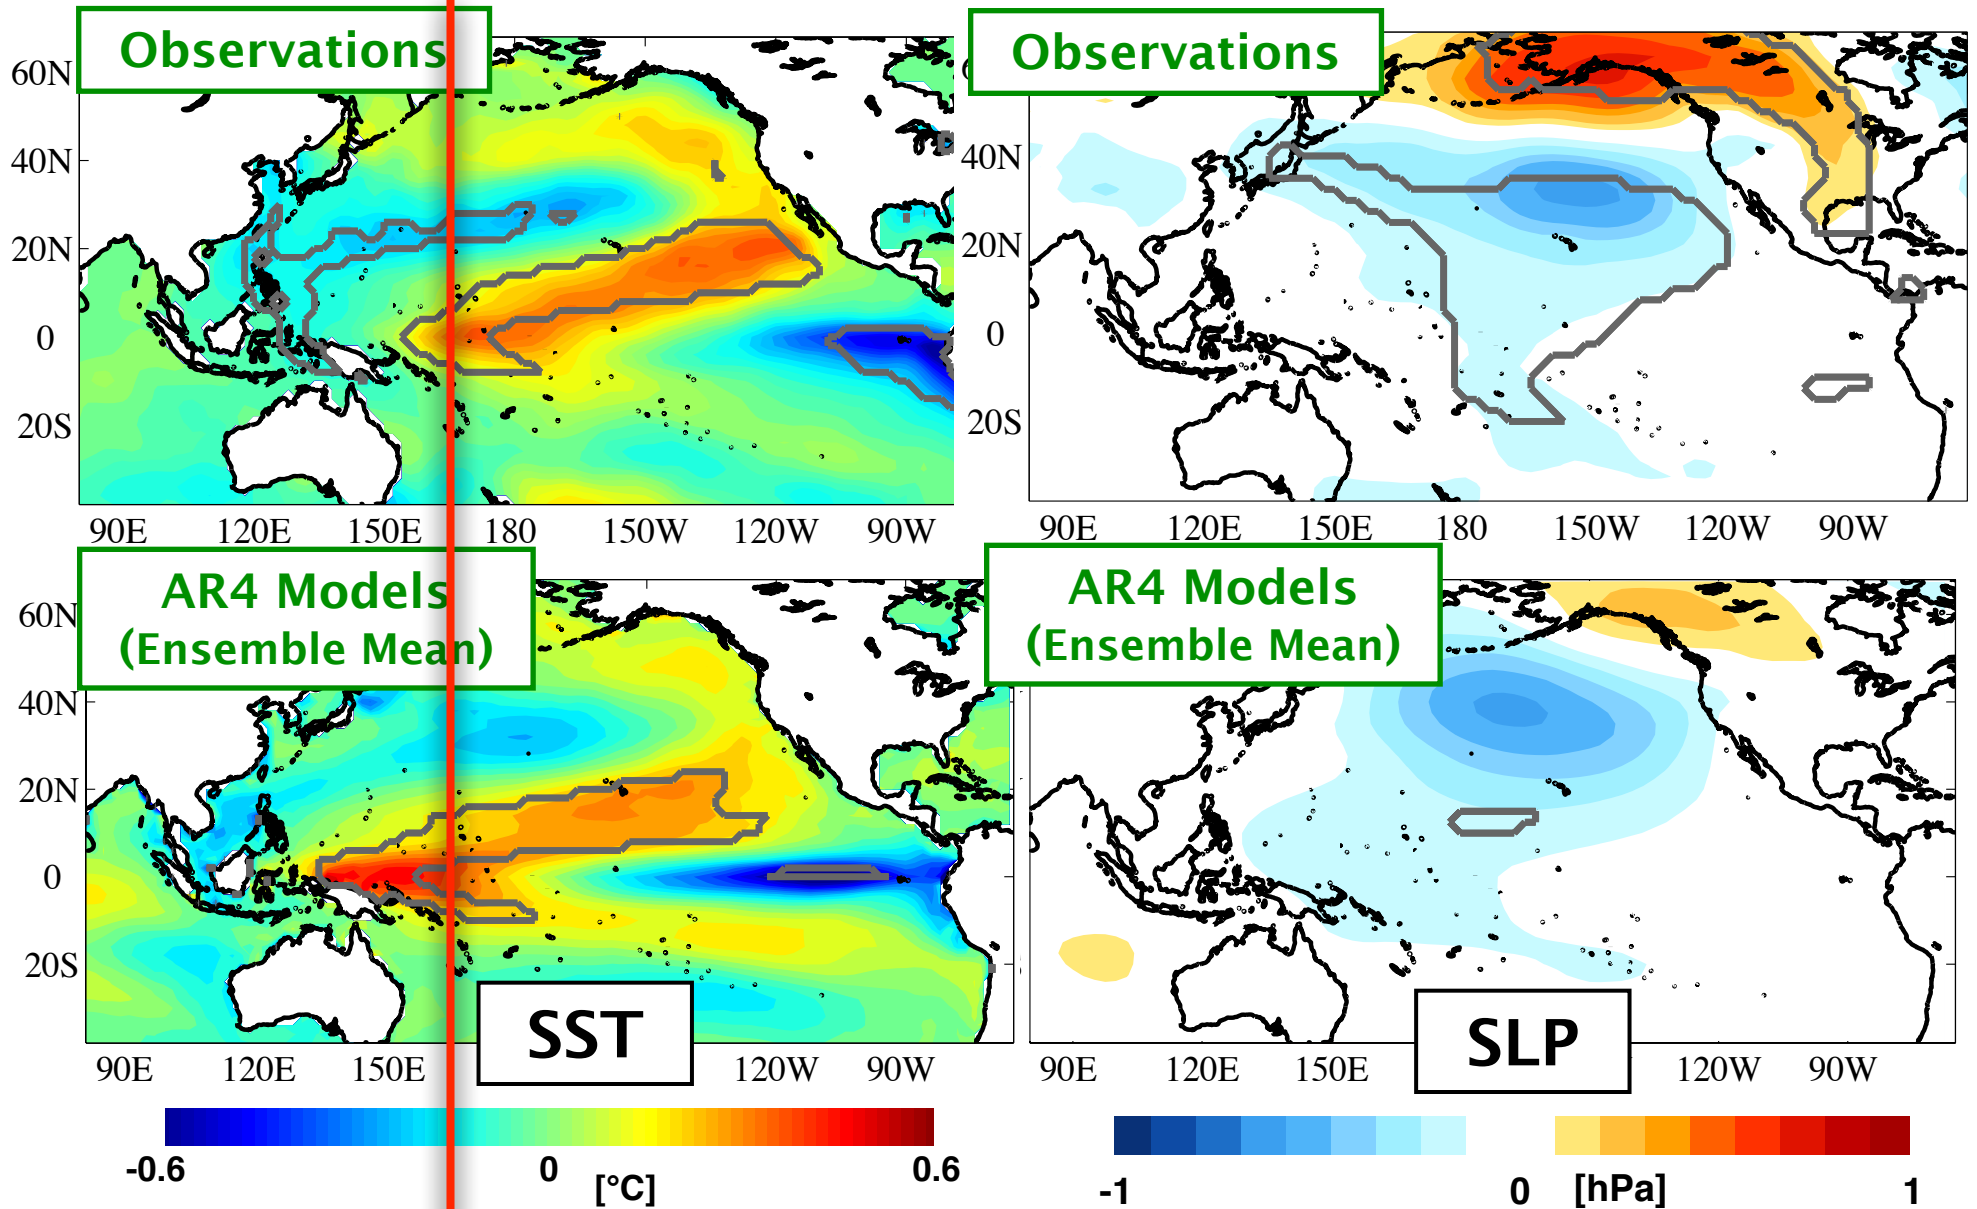 Observations
60N
40N
20N
0
20S
90E 120E 150E 180 150W 120W 90W
Observations
40N
20N
0
20S
90E 120E 150E 180 150W 120W 90W
AR4 Models
(Ensemble Mean)
60N
40N
20N
0
20S
SST
90E 120E 150E 120W 90W
AR4 Models
(Ensemble Mean)
SLP
90E 120E 150E 120W 90W
-0.6 0 0.6
[°C]
-1 0 [hPa] 1